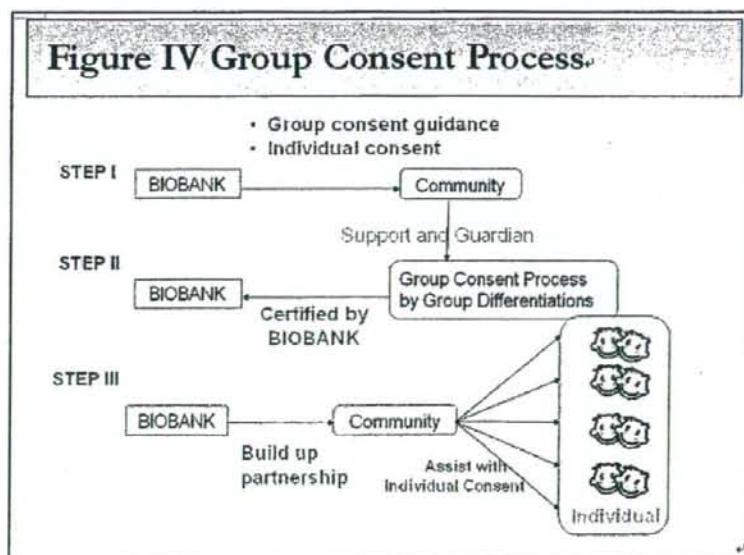 Figure IV Group Consent Process
• Group consent guidance
• Individual consent
STEP I
BIOBANK
Community
Support and Guardian
STEP II
BIOBANK
Group Consent Process
by Group Differentiations
Certified by
BIOBANK
STEP III
BIOBANK
Community
Build up
partnership
Assist with
Individual Consent
Individual